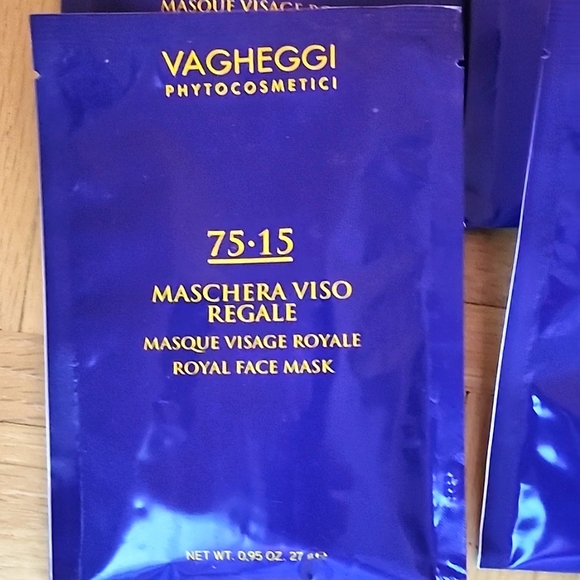 MASQUE VISAGE
VAGHEGGI
PHYTOCOSMETICI
75·15
MASCHERA VISO
REGALE
MASQUE VISAGE ROYALE
ROYAL FACE MASK
NET WT. 0.95 OZ. 27